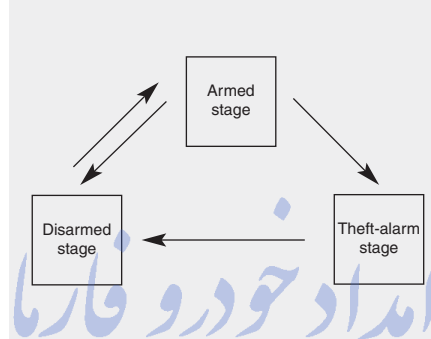 Armed
stage
Disarmed
stage
Theft-alarm
stage
امداد خودرو فارما